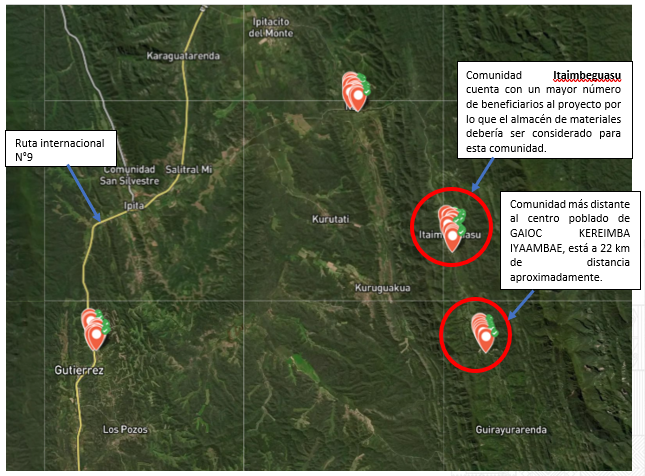 Ipitacito
del Monte
Karaguatarenda
Comunidad Itaimbeguasu
cuenta con un mayor número
de beneficiarios al proyecto por
lo que el almacén de materiales
debería ser considerado para
esta comunidad.
Ruta internacional
N°9
Comunidad
San Silvestre
Salitral Mi
Ipita
Kurutati
Comunidad más distante
al centro poblado de
GAIOC KEREIMBA
IYAAMBAE, está a 22 km
de distancia
aproximadamente.
Kuruguakua
Gutierrez
Los Pozos
Guirayurarenda